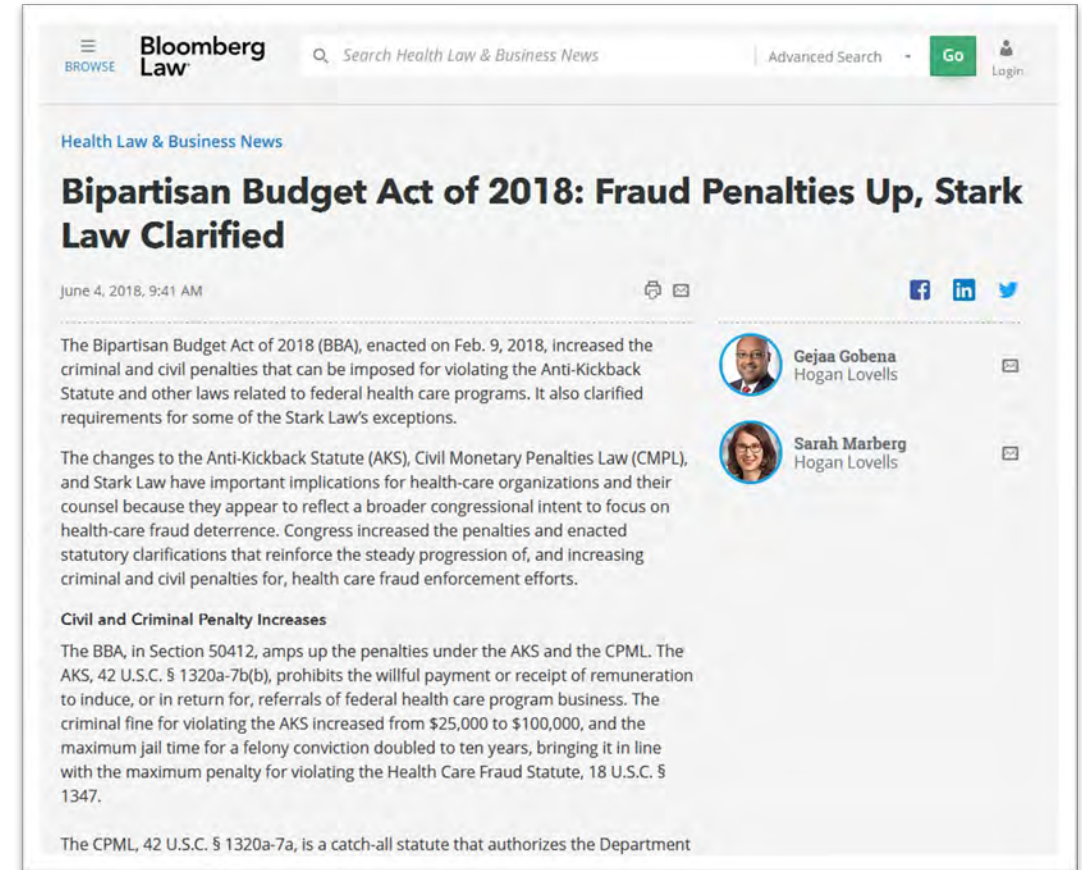 BROWSE
Bloomberg
Law
Search Health Law & Business News
Advanced Search
Go
Login
Health Law & Business News
Bipartisan Budget Act of 2018: Fraud Penalties Up, Stark
Law Clarified
June 4, 2018, 9:41 AM
The Bipartisan Budget Act of 2018 (BBA), enacted on Feb. 9, 2018, increased the
criminal and civil penalties that can be imposed for violating the Anti-Kickback
Statute and other laws related to federal health care programs. It also clarified
requirements for some of the Stark Law's exceptions.
The changes to the Anti-Kickback Statute (AKS), Civil Monetary Penalties Law (CMPL),
and Stark Law have important implications for health-care organizations and their
counsel because they appear to reflect a broader congressional intent to focus on
health-care fraud deterrence. Congress increased the penalties and enacted
statutory clarifications that reinforce the steady progression of, and increasing
criminal and civil penalties for, health care fraud enforcement efforts.
Civil and Criminal Penalty Increases
The BBA, in Section 50412, amps up the penalties under the AKS and the CPML. The
AKS, 42 U.S.C. § 1320a-7b(b), prohibits the willful payment or receipt of remuneration
to induce, or in return for, referrals of federal health care program business. The
criminal fine for violating the AKS increased from $25,000 to $100,000, and the
maximum jail time for a felony conviction doubled to ten years, bringing it in line
with the maximum penalty for violating the Health Care Fraud Statute, 18 U.S.C. §
1347.
The CPML, 42 U.S.C. § 1320a-7a, is a catch-all statute that authorizes the Department
Gejaa Gobena
Hogan Lovells
Sarah Marberg
Hogan Lovells